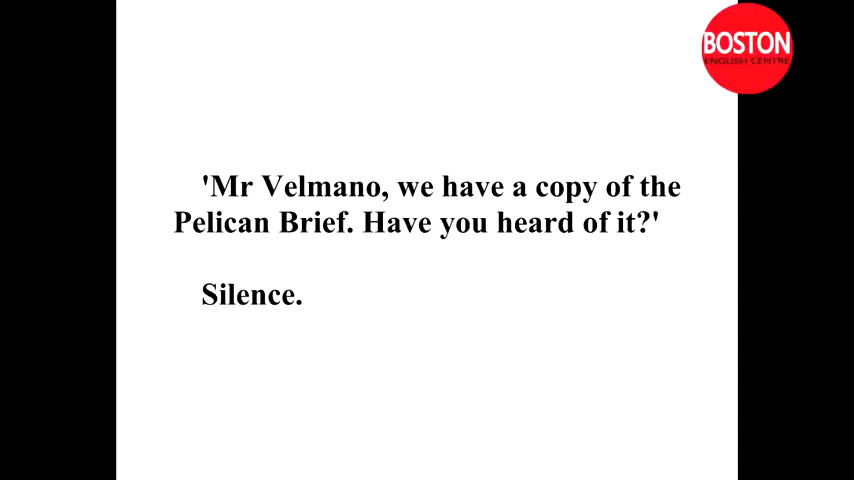 BOSTON
ENGLISH CENTRE
'Mr Velmano, we have a copy of the
Pelican Brief. Have you heard of it?'
Silence.